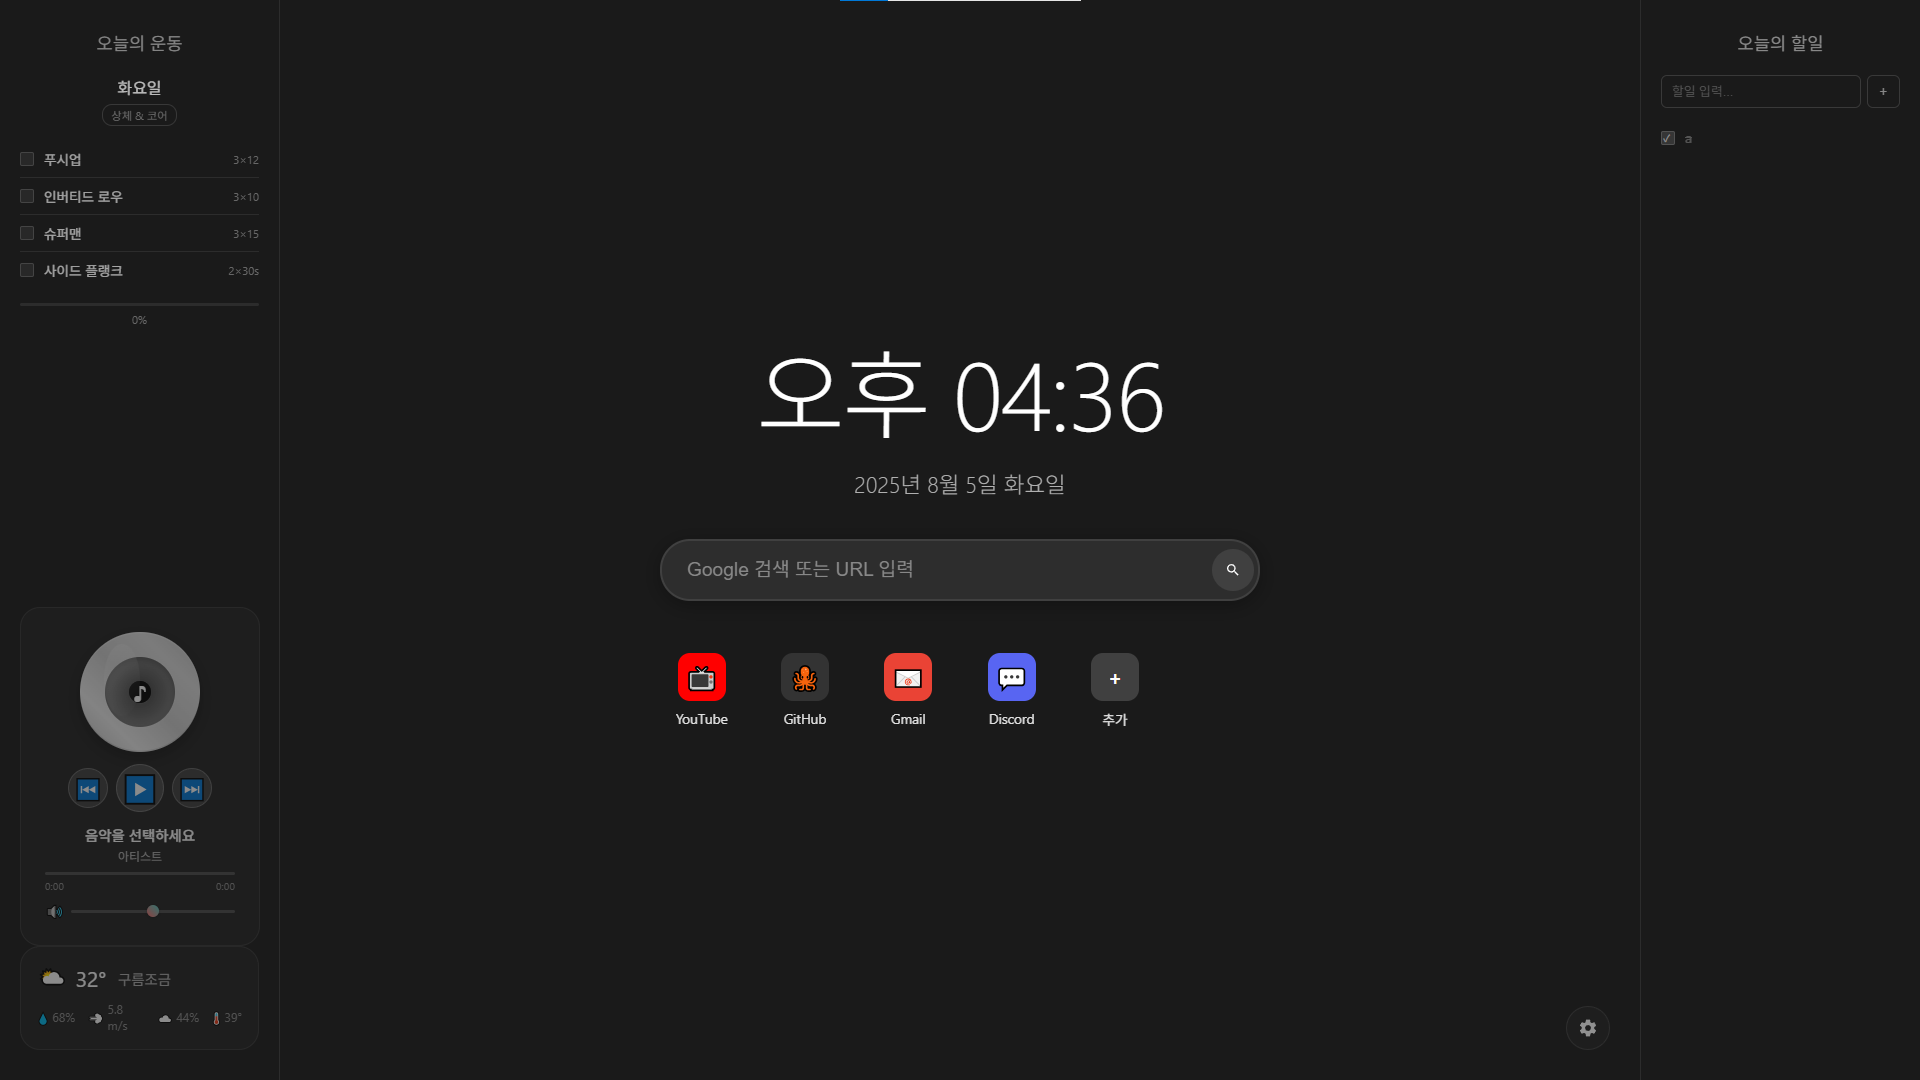 오늘의 운동
화요일
상체 & 코어
푸시업 3×12
인버티드 로우 3×10
슈퍼맨 3×15
사이드 플랭크 2×30s
0%
음악을 선택하세요
아티스트
0:00 0:00
32° 구름조금
68% 5.8 m/s 44% 39°
오후 04:36
2025년 8월 5일 화요일
Google 검색 또는 URL 입력
YouTube GitHub Gmail Discord + 추가
오늘의 할일
할일 입력... +
a